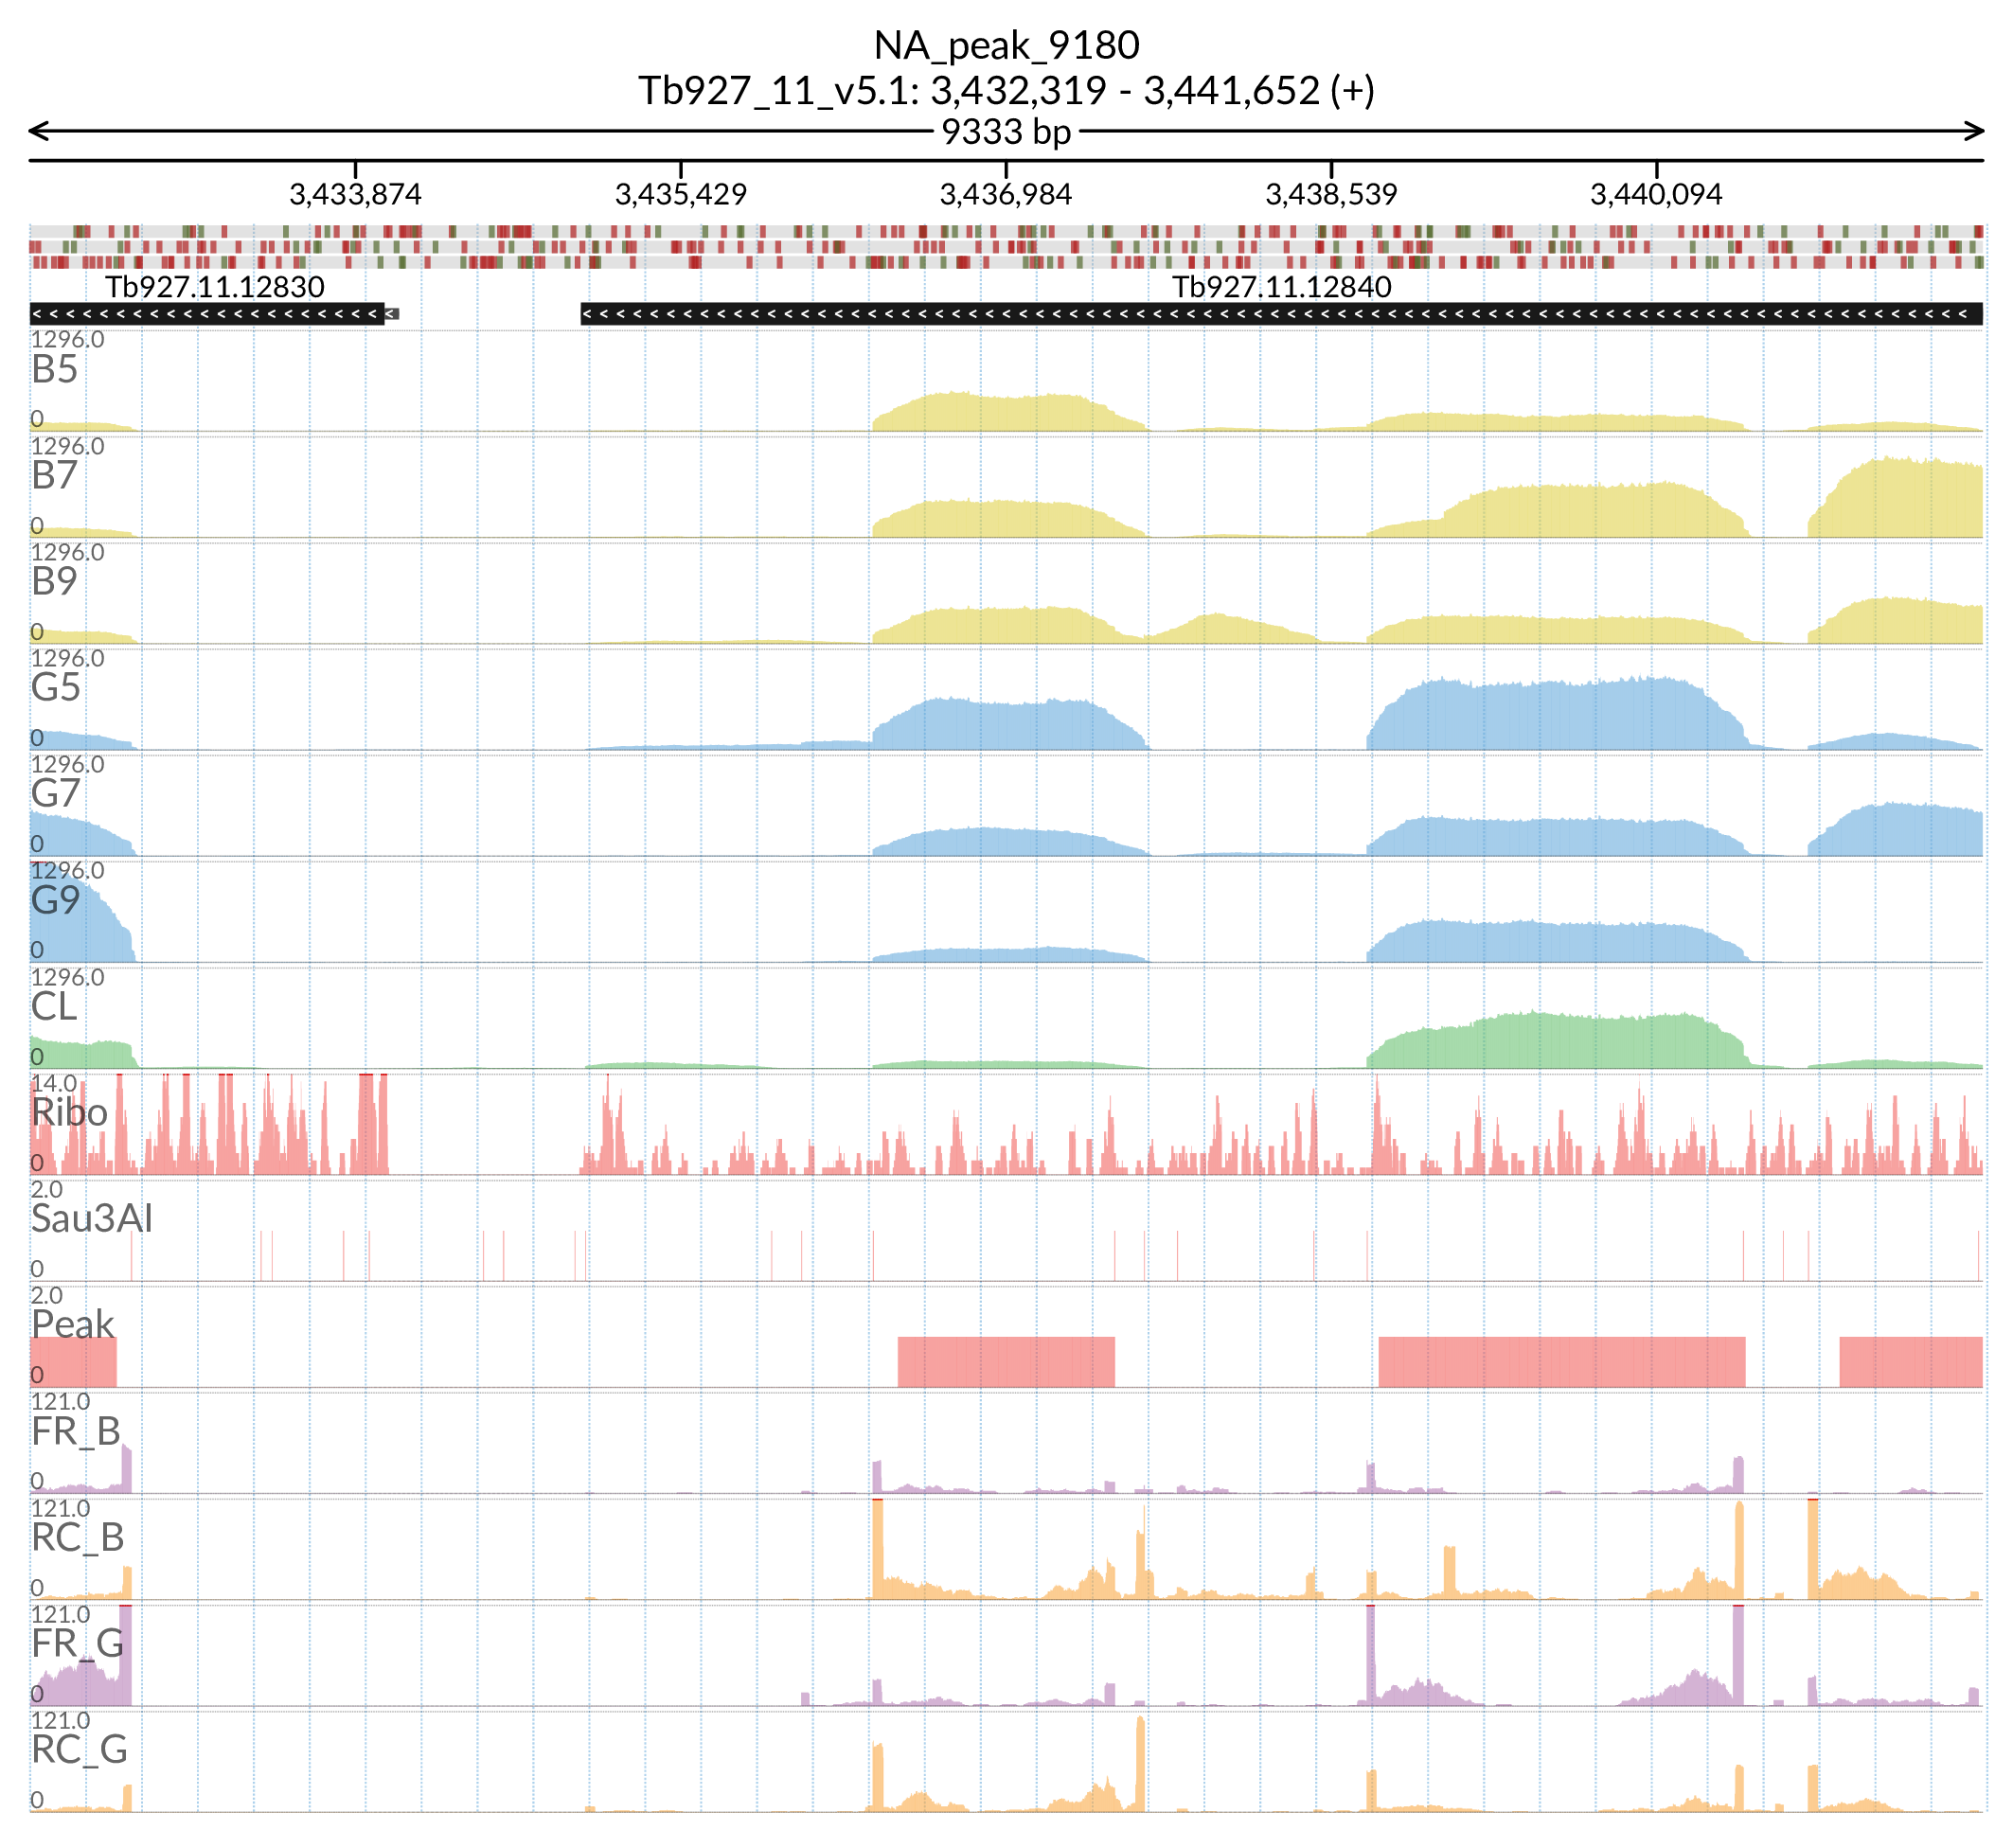 NA_peak_9180
Tb927_11_v5.1: 3,432,319 - 3,441,652 (+)
9333 bp
3,433,874 3,435,429 3,436,984 3,438,539 3,440,094
Tb927.11.12830 Tb927.11.12840
1296.0
B5
0
1296.0
B7
0
1296.0
B9
0
1296.0
G5
0
1296.0
G7
0
1296.0
G9
0
1296.0
CL
0
14.0
Ribo
0
2.0
Sau3AI
0
2.0
Peak
0
121.0
FR_B
0
121.0
RC_B
0
121.0
FR_G
0
121.0
RC_G
0